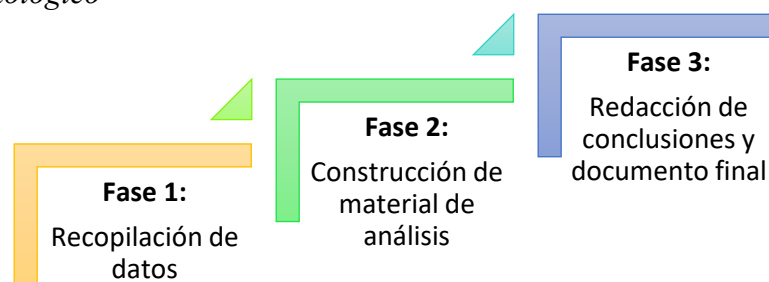 Fase 1:
Recopilación de
datos
Fase 2:
Construcción de
material de
análisis
Fase 3:
Redacción de
conclusiones y
documento final